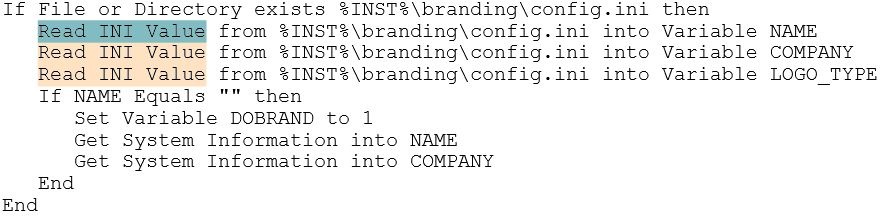 If File or Directory exists %INST%\branding\config.ini then
Read INI Value from %INST%\branding\config.ini into Variable NAME
Read INI Value from %INST%\branding\config.ini into Variable COMPANY
Read INI Value from %INST%\branding\config.ini into Variable LOGO_TYPE
If NAME Equals "" then
Set Variable DOBRAND to 1
Get System Information into NAME
Get System Information into COMPANY
End
End